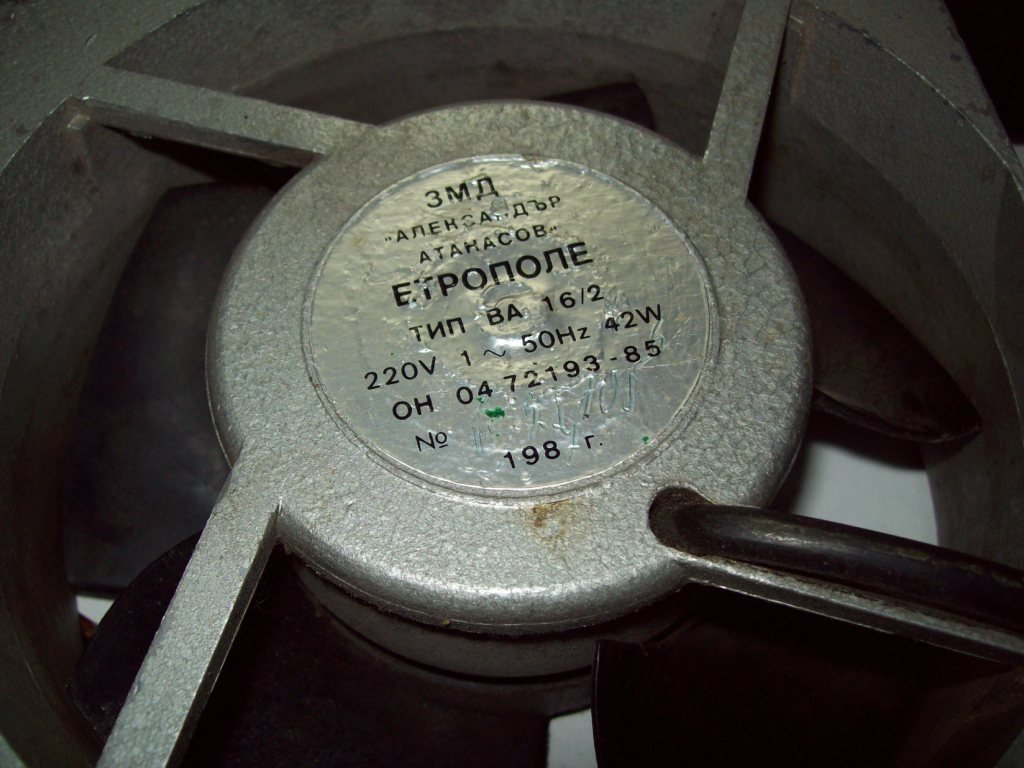 ЗМД
"АЛЕКСАНДЪР
АТАНАСОВ"
ЕТРОПОЛЕ
ТИП ВА 16/2
220V 1 ~ 50Hz 42W
ОН 04 72193-85
№
198 г.